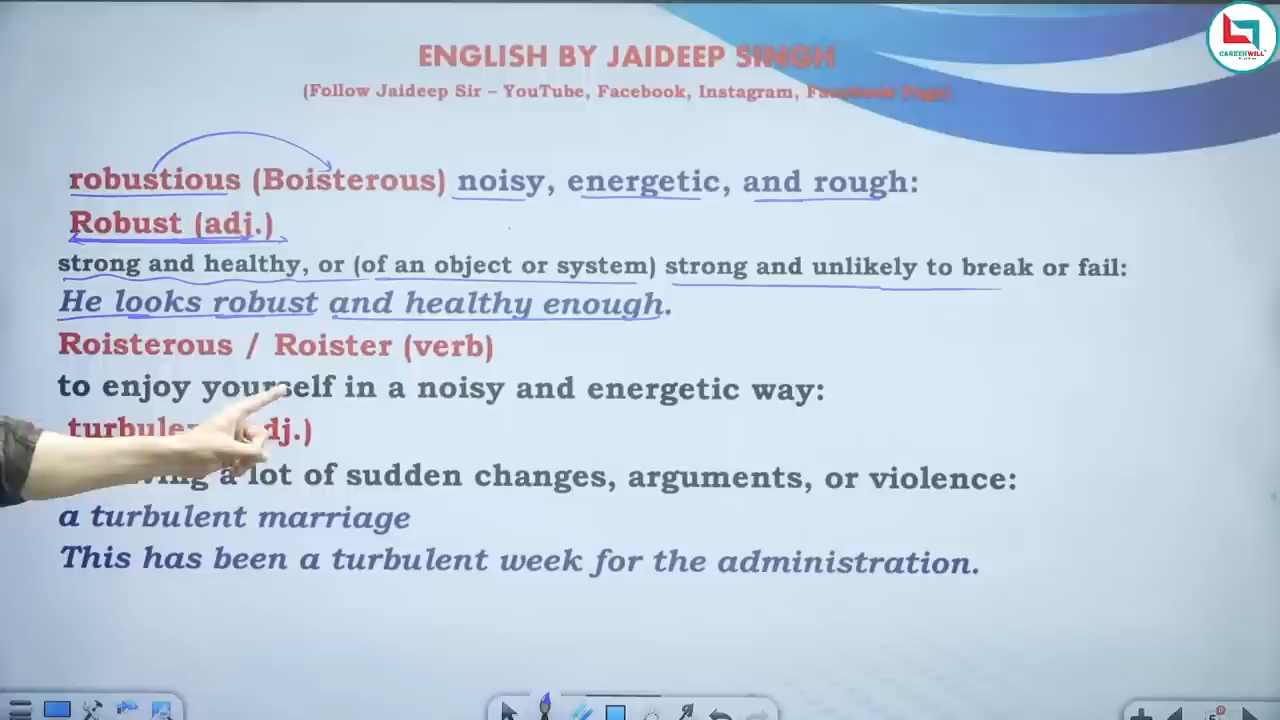 CAREERWILL
ENGLISH BY JAIDEEP SINGH
(Follow Jaideep Sir – YouTube, Facebook, Instagram, Facebook Page)
robustious (Boisterous) noisy, energetic, and rough:
Robust (adj.)
strong and healthy, or (of an object or system) strong and unlikely to break or fail:
He looks robust and healthy enough.
Roisterous / Roister (verb)
to enjoy yourself in a noisy and energetic way:
a lot of sudden changes, arguments, or violence:
a turbulent marriage
This has been a turbulent week for the administration.